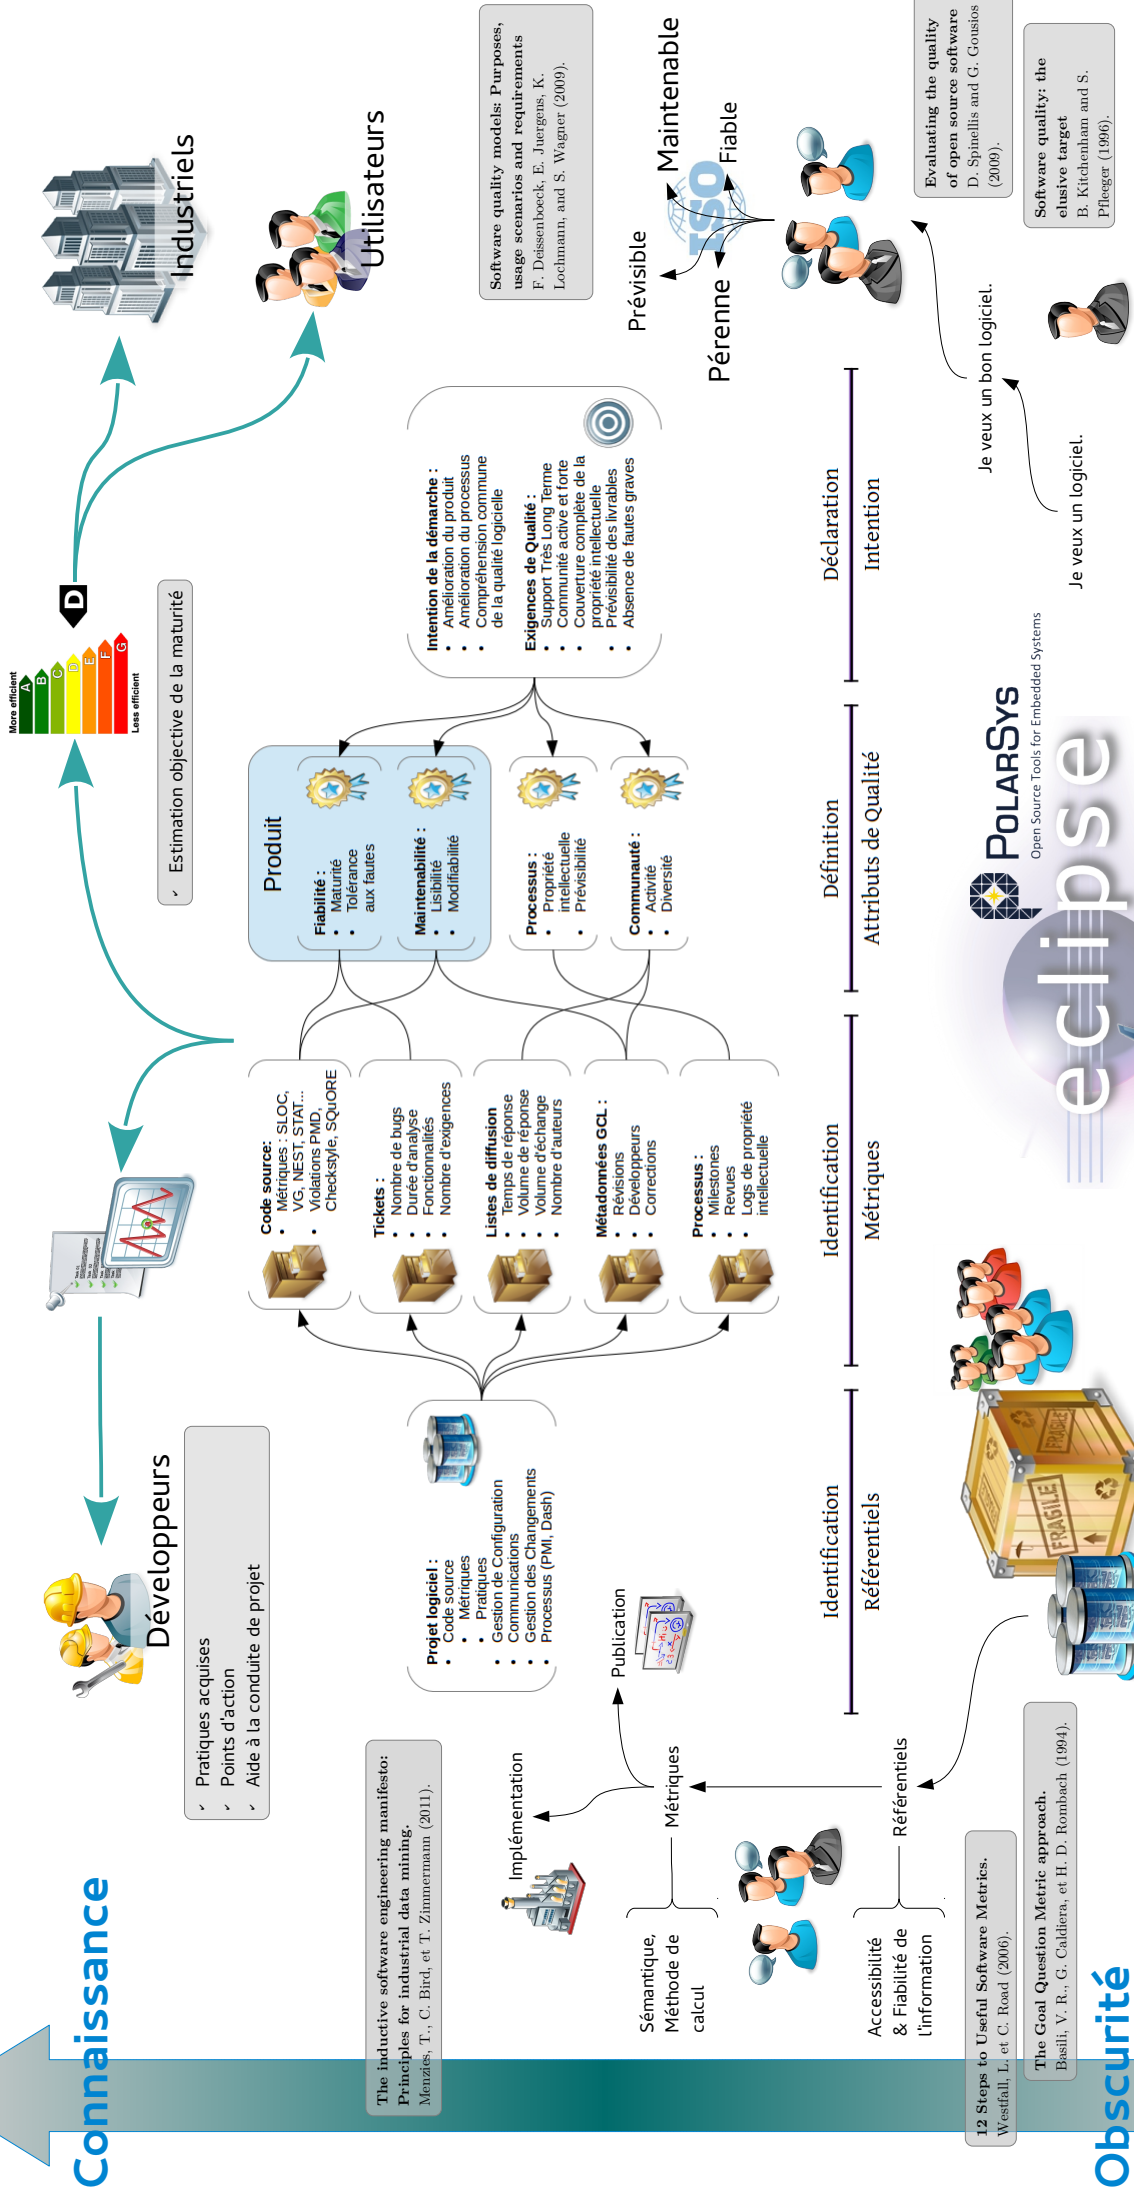 Connaissance
Développeurs
✓ Pratiques acquises
✓ Points d'action
✓ Aide à la conduite de projet
More efficient
A
B
C
D
E
F
G
Less efficient
D
✓ Estimation objective de la maturité
Industriels
Utilisateurs
The inductive software engineering manifesto:
Principles for industrial data mining.
Menzies, T., C. Bird, et T. Zimmermann (2011).
Implémentation
Publication
Sémantique,
Méthode de
calcul
Métriques
Accessibilité
& Fiabilité de
l'information
Référentiels
12 Steps to Useful Software Metrics.
Westfall, L. et C. Road (2006).
The Goal Question Metric approach.
Basili, V. R., G. Caldiera, et H. D. Rombach (1994).
Obscurité
Projet logiciel :
• Code source
• Métriques
• Pratiques
• Gestion de Configuration
• Communications
• Gestion des Changements
• Processus (PMI, Dash)
Code source:
• Métriques : SLOC,
VG, NEST, STAT...
• Violations PMD,
Checkstyle, SQuORE
Tickets :
• Nombre de bugs
• Durée d'analyse
• Fonctionnalités
• Nombre d'exigences
Listes de diffusion
• Temps de réponse
• Volume de réponse
• Volume d'échange
• Nombre d'auteurs
Métadonnées GCL :
• Révisions
• Développeurs
• Corrections
Processus :
• Milestones
• Revues
• Logs de propriété
intellectuelle
Produit
Fiabilité :
• Maturité
• Tolérance
aux fautes
Maintenabilité :
• Lisibilité
• Modifiabilité
Processus :
• Propriété
intellectuelle
• Prévisibilité
Communauté :
• Activité
• Diversité
Intention de la démarche :
• Amélioration du produit
• Amélioration du processus
• Compréhension commune
de la qualité logicielle
Exigences de Qualité :
• Support Très Long Terme
• Communité active et forte
• Couverture complète de la
propriété intellectuelle
• Prévisibilité des livrables
• Absence de fautes graves
Identification
Référentiels
Identification
Métriques
Définition
Attributs de Qualité
Déclaration
Intention
FRAGILE
FRAGILE
eclipse
POLARSYS
Open Source Tools for Embedded Systems
Software quality models: Purposes,
usage scenarios and requirements
F. Deissenboeck, E. Juergens, K.
Lochmann, and S. Wagner (2009).
Prévisible
Maintenable
ISO
Pérenne
Fiable
Je veux un bon logiciel.
Je veux un logiciel.
Evaluating the quality
of open source software
D. Spinellis and G. Gousios
(2009).
Software quality: the
elusive target
B. Kitchenham and S.
Pfleeger (1996).